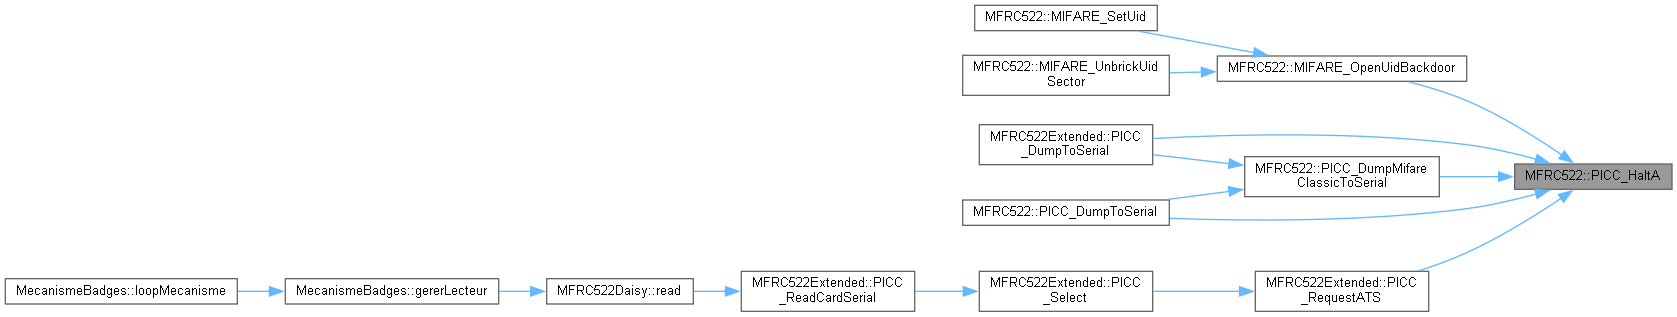 MFRC522::MIFARE_SetUid
MFRC522::MIFARE_UnbrickUid
Sector
MFRC522::MIFARE_OpenUidBackdoor
MFRC522Extended::PICC
_DumpToSerial
MFRC522::PICC_DumpMifare
ClassicToSerial
MFRC522::PICC_HaltA
MFRC522::PICC_DumpToSerial
MecanismeBadges::loopMecanisme
MecanismeBadges::gererLecteur
MFRC522Daisy::read
MFRC522Extended::PICC
_ReadCardSerial
MFRC522Extended::PICC
_Select
MFRC522Extended::PICC
_RequestATS